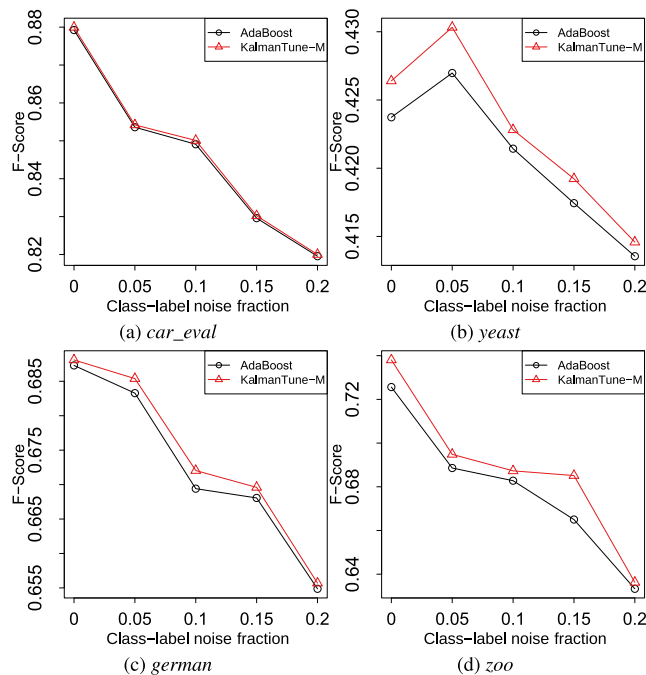 AdaBoost
KalmanTune-M
F-Score
0.88
0.86
0.84
0.82
0
0.05
0.1
0.15
0.2
Class-label noise fraction
(a) car_eval
AdaBoost
KalmanTune-M
F-Score
0.430
0.425
0.420
0.415
0
0.05
0.1
0.15
0.2
Class-label noise fraction
(b) yeast
AdaBoost
KalmanTune-M
F-Score
0.685
0.675
0.665
0.655
0
0.05
0.1
0.15
0.2
Class-label noise fraction
(c) german
AdaBoost
KalmanTune-M
F-Score
0.72
0.68
0.64
0
0.05
0.1
0.15
0.2
Class-label noise fraction
(d) zoo